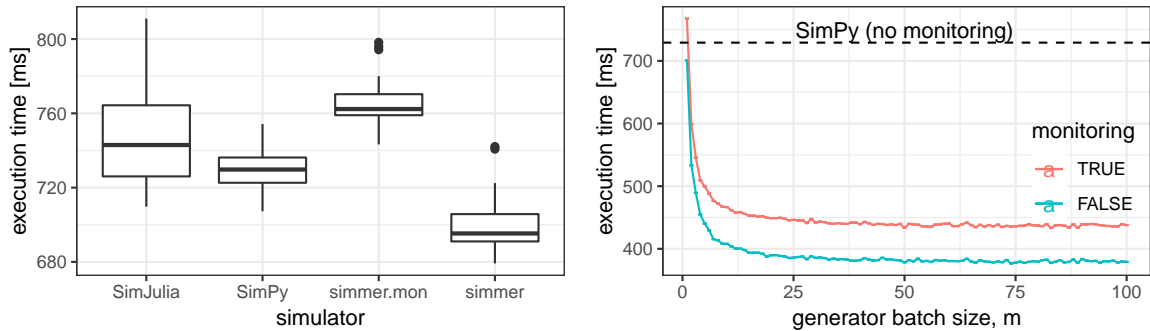 execution time [ms]
800
760
720
680
SimJulia
SimPy
simmer.mon
simmer
simulator
execution time [ms]
700
600
500
400
SimPy (no monitoring)
monitoring
a TRUE
a FALSE
0
25
50
75
100
generator batch size, m